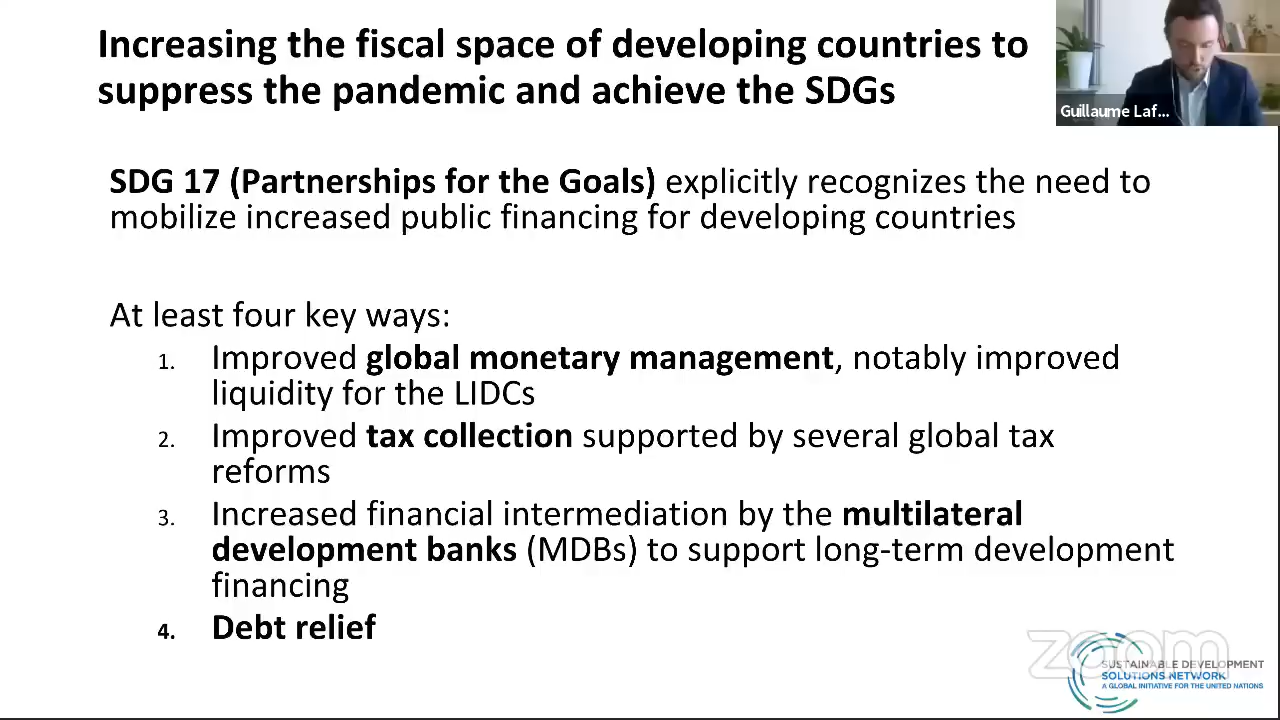 Increasing the fiscal space of developing countries to
suppress the pandemic and achieve the SDGs
Guillaume Laf...
SDG 17 (Partnerships for the Goals) explicitly recognizes the need to
mobilize increased public financing for developing countries
At least four key ways:
1. Improved global monetary management, notably improved
liquidity for the LIDCs
2. Improved tax collection supported by several global tax
reforms
3. Increased financial intermediation by the multilateral
development banks (MDBs) to support long-term development
financing
4. Debt relief
zoom
SUSTAINABLE DEVELOPMENT
SOLUTIONS NETWORK
A GLOBAL INITIATIVE FOR THE UNITED NATIONS